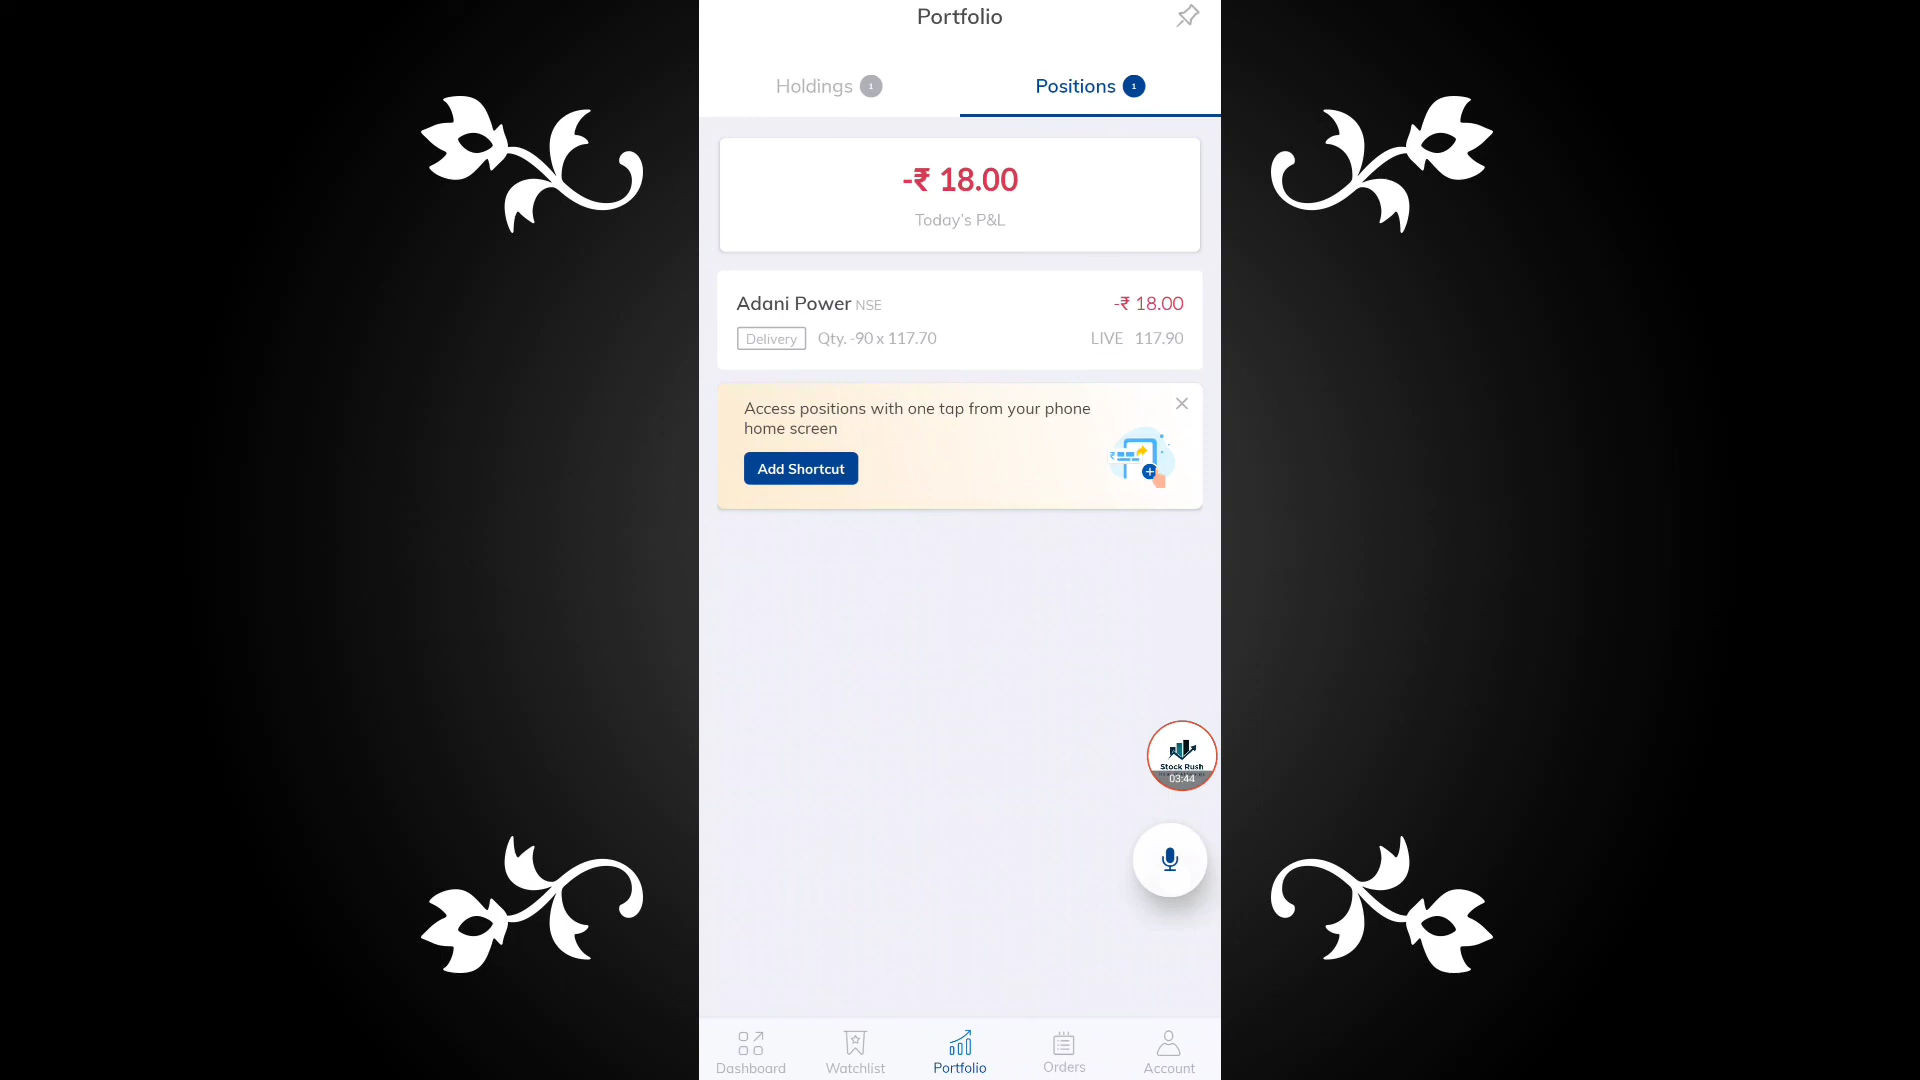 Portfolio
Holdings 1
Positions 1
-₹ 18.00
Today's P&L
Adani Power NSE
-₹ 18.00
Delivery Qty. -90 x 117.70
LIVE 117.90
Access positions with one tap from your phone
home screen
Add Shortcut
Stock Rush
03:44
Dashboard
Watchlist
Portfolio
Orders
Account